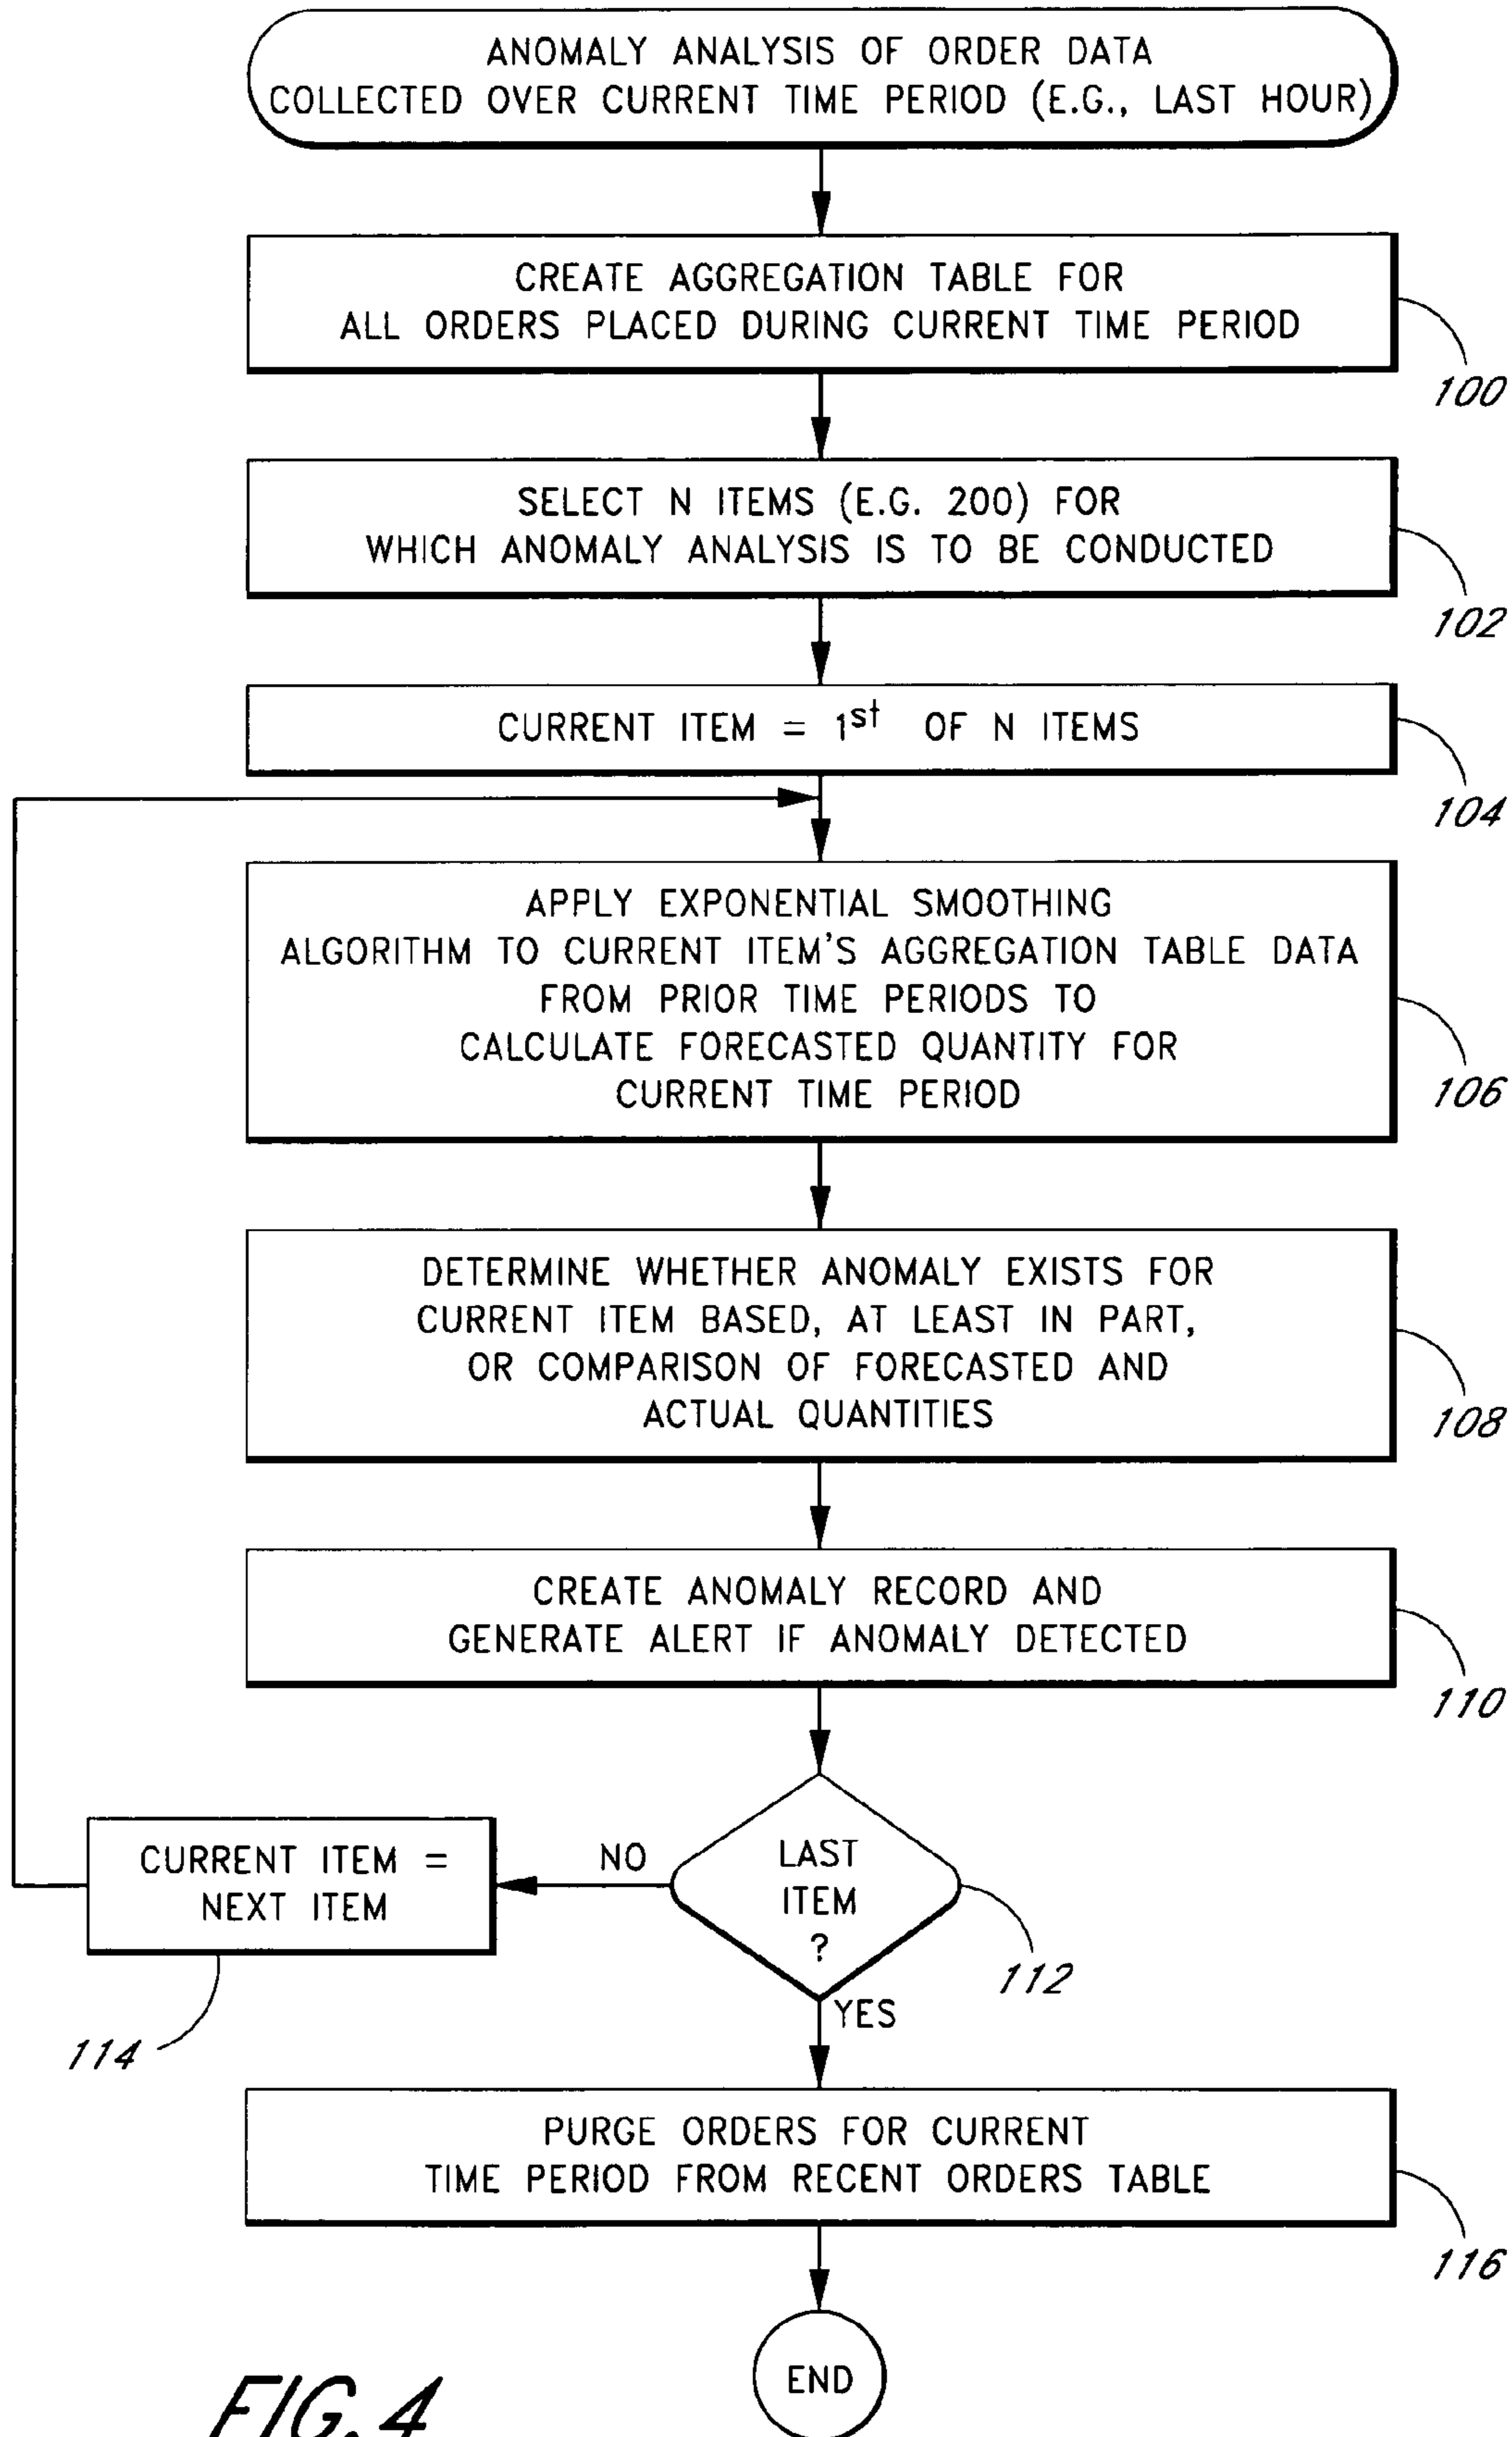 ANOMALY ANALYSIS OF ORDER DATA
COLLECTED OVER CURRENT TIME PERIOD (E.G., LAST HOUR)
CREATE AGGREGATION TABLE FOR
ALL ORDERS PLACED DURING CURRENT TIME PERIOD
100
SELECT N ITEMS (E.G. 200) FOR
WHICH ANOMALY ANALYSIS IS TO BE CONDUCTED
102
CURRENT ITEM = 1st OF N ITEMS
104
APPLY EXPONENTIAL SMOOTHING
ALGORITHM TO CURRENT ITEM'S AGGREGATION TABLE DATA
FROM PRIOR TIME PERIODS TO
CALCULATE FORECASTED QUANTITY FOR
CURRENT TIME PERIOD
106
DETERMINE WHETHER ANOMALY EXISTS FOR
CURRENT ITEM BASED, AT LEAST IN PART,
OR COMPARISON OF FORECASTED AND
ACTUAL QUANTITIES
108
CREATE ANOMALY RECORD AND
GENERATE ALERT IF ANOMALY DETECTED
110
LAST
ITEM
?
112
NO
CURRENT ITEM =
NEXT ITEM
114
YES
PURGE ORDERS FOR CURRENT
TIME PERIOD FROM RECENT ORDERS TABLE
116
END
FIG. 4